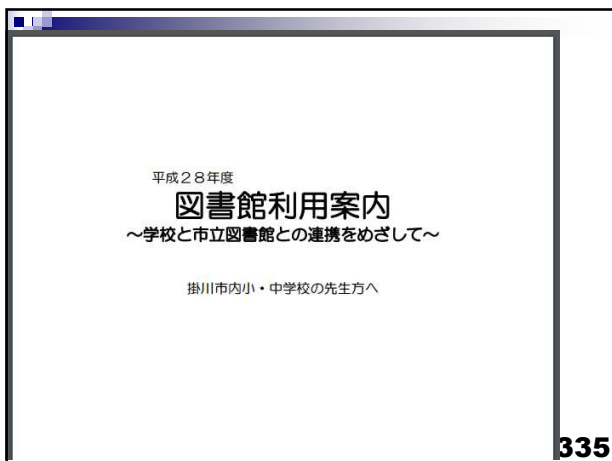 平成２８年度
図書館利用案内
～学校と市立図書館との連携をめざして～
掛川市内小・中学校の先生方へ
335